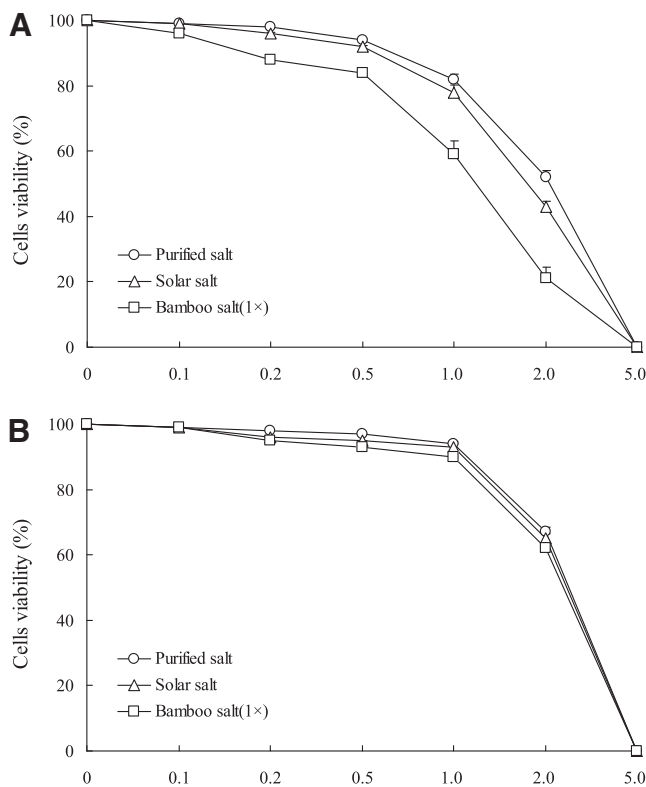 A
Cells viability (%)
100
80
60
40
20
0
Purified salt
Solar salt
Bamboo salt(1×)
0 0.1 0.2 0.5 1.0 2.0 5.0
B
Cells viability (%)
100
80
60
40
20
0
Purified salt
Solar salt
Bamboo salt(1×)
0 0.1 0.2 0.5 1.0 2.0 5.0